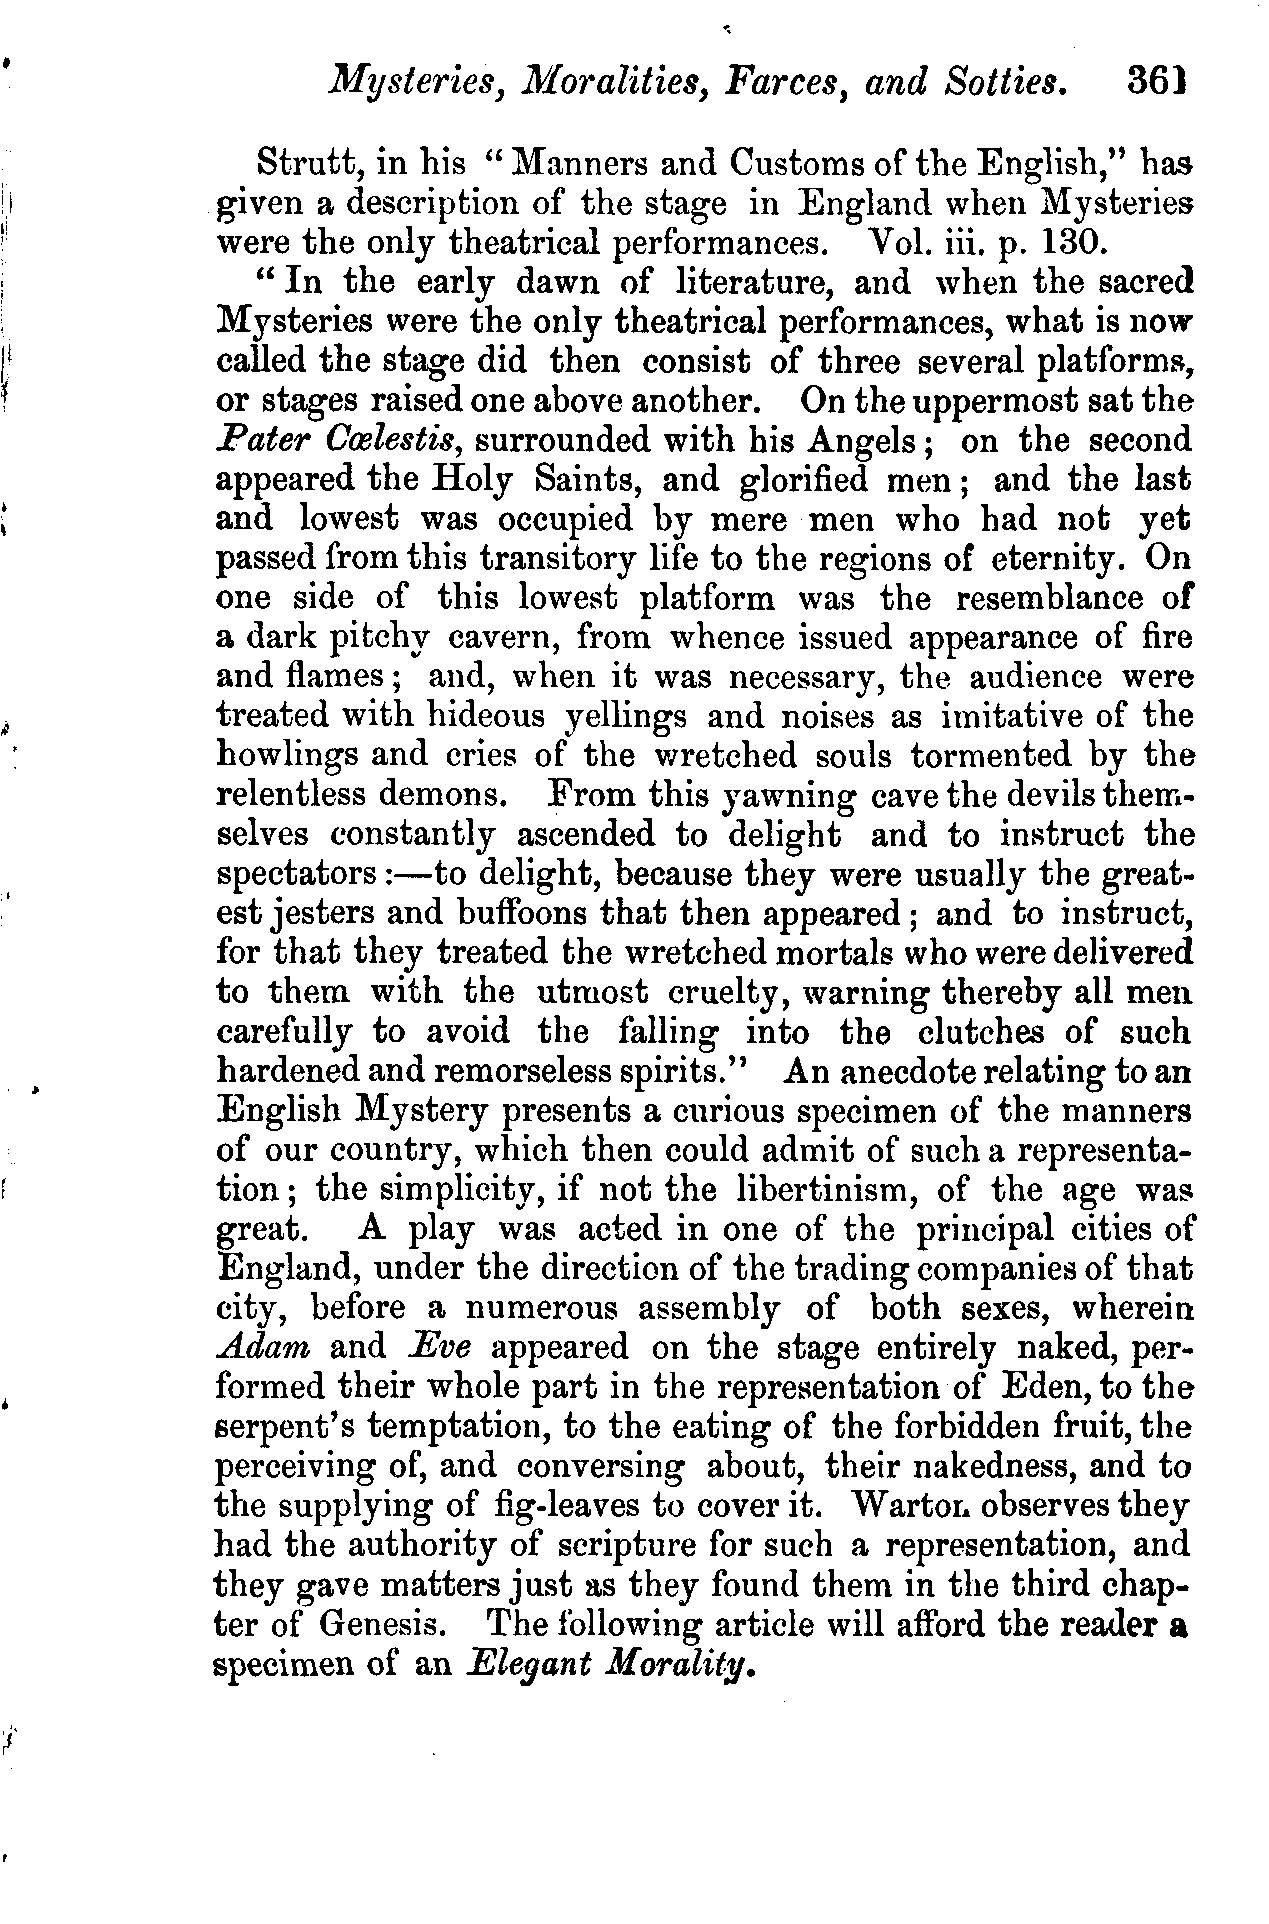 Mysteries, Moralities, Farces, and Sotties. 361
Strutt, in his “Manners and Customs of the English,” has
given a description of the stage in England when Mysteries
were the only theatrical performances. Vol. iii. p. 130.
“In the early dawn of literature, and when the sacred
Mysteries were the only theatrical performances, what is now
called the stage did then consist of three several platforms,
or stages raised one above another. On the uppermost sat the
Pater Cœlestis, surrounded with his Angels; on the second
appeared the Holy Saints, and glorified men; and the last
and lowest was occupied by mere men who had not yet
passed from this transitory life to the regions of eternity. On
one side of this lowest platform was the resemblance of
a dark pitchy cavern, from whence issued appearance of fire
and flames; and, when it was necessary, the audience were
treated with hideous yellings and noises as imitative of the
howlings and cries of the wretched souls tormented by the
relentless demons. From this yawning cave the devils them-
selves constantly ascended to delight and to instruct the
spectators:—to delight, because they were usually the great-
est jesters and buffoons that then appeared; and to instruct,
for that they treated the wretched mortals who were delivered
to them with the utmost cruelty, warning thereby all men
carefully to avoid the falling into the clutches of such
hardened and remorseless spirits.” An anecdote relating to an
English Mystery presents a curious specimen of the manners
of our country, which then could admit of such a representa-
tion; the simplicity, if not the libertinism, of the age was
great. A play was acted in one of the principal cities of
England, under the direction of the trading companies of that
city, before a numerous assembly of both sexes, wherein
Adam and Eve appeared on the stage entirely naked, per-
formed their whole part in the representation of Eden, to the
serpent's temptation, to the eating of the forbidden fruit, the
perceiving of, and conversing about, their nakedness, and to
the supplying of fig-leaves to cover it. Warton observes they
had the authority of scripture for such a representation, and
they gave matters just as they found them in the third chap-
ter of Genesis. The following article will afford the reader a
specimen of an Elegant Morality.